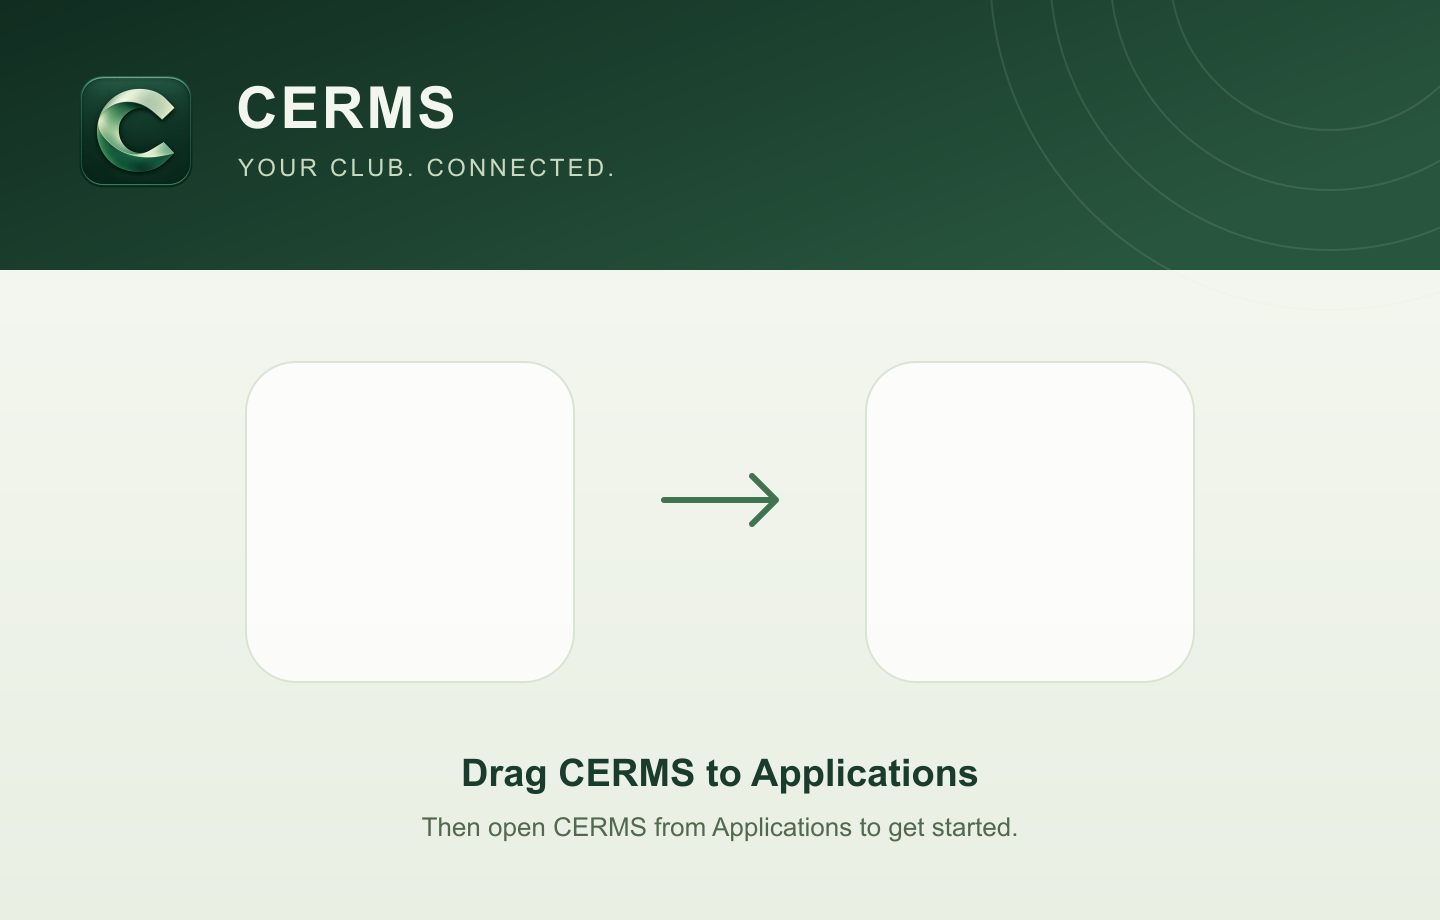 CERMS
YOUR CLUB. CONNECTED.
Drag CERMS to Applications
Then open CERMS from Applications to get started.